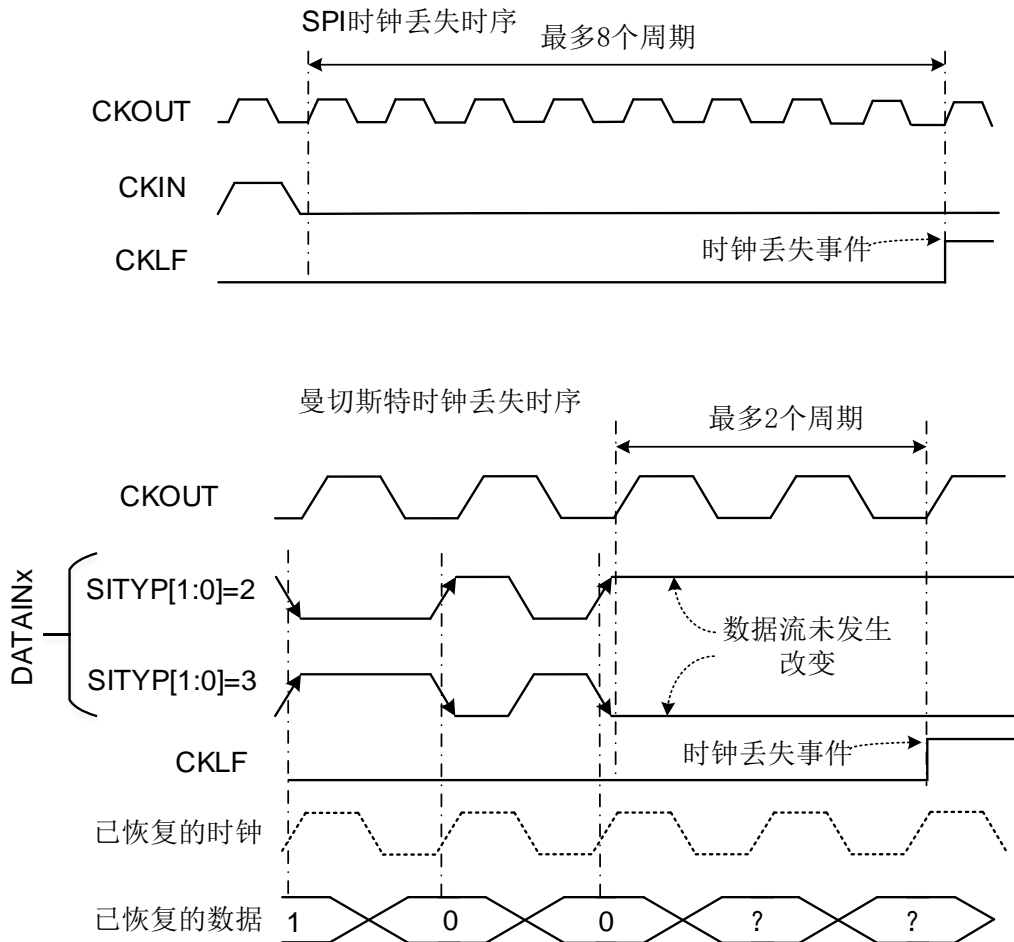 SPI时钟丢失时序
最多8个周期
CKOUT
CKIN
CKLF
时钟丢失事件
曼切斯特时钟丢失时序
最多2个周期
CKOUT
DATAINx
SITYP[1:0]=2
数据流未发生
改变
SITYP[1:0]=3
CKLF
时钟丢失事件
已恢复的时钟
已恢复的数据
1 0 0 ? ?